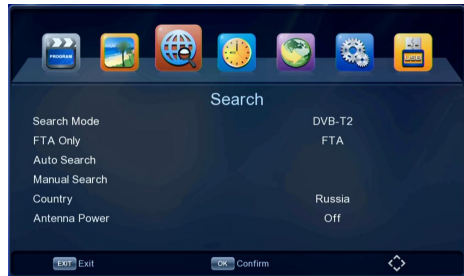 PROGRAM
USB
Search
Search Mode DVB-T2
FTA Only FTA
Auto Search
Manual Search
Country Russia
Antenna Power Off
EXIT Exit OK Confirm